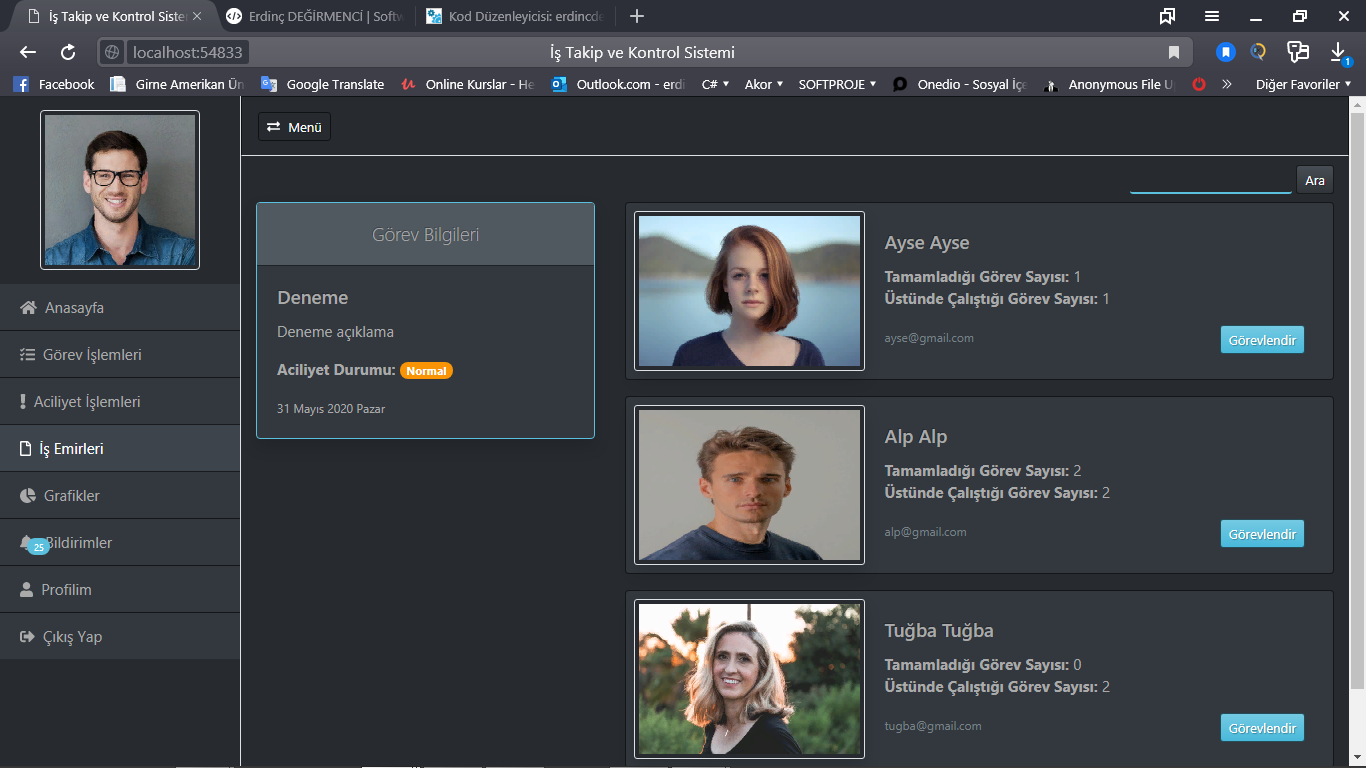 İş Takip ve Kontrol Sister
Erdinç DEĞİRMENCİ | Softw
Kod Düzenleyicisi: erdincde
localhost:54833
İş Takip ve Kontrol Sistemi
1
Facebook
Girne Amerikan Ün
Google Translate
Online Kurslar - He
Outlook.com - erdi
C#
Akor
SOFTPROJE
Onedio - Sosyal İçe
Anonymous File U
Diğer Favoriler
Menü
Ara
Anasayfa
Görev İşlemleri
Aciliyet İşlemleri
İş Emirleri
Grafikler
25
Bildirimler
Profilim
Çıkış Yap
Görev Bilgileri
Deneme
Deneme açıklama
Aciliyet Durumu: Normal
31 Mayıs 2020 Pazar
Ayse Ayse
Tamamladığı Görev Sayısı: 1
Üstünde Çalıştığı Görev Sayısı: 1
ayse@gmail.com
Görevlendir
Alp Alp
Tamamladığı Görev Sayısı: 2
Üstünde Çalıştığı Görev Sayısı: 2
alp@gmail.com
Görevlendir
Tuğba Tuğba
Tamamladığı Görev Sayısı: 0
Üstünde Çalıştığı Görev Sayısı: 2
tugba@gmail.com
Görevlendir